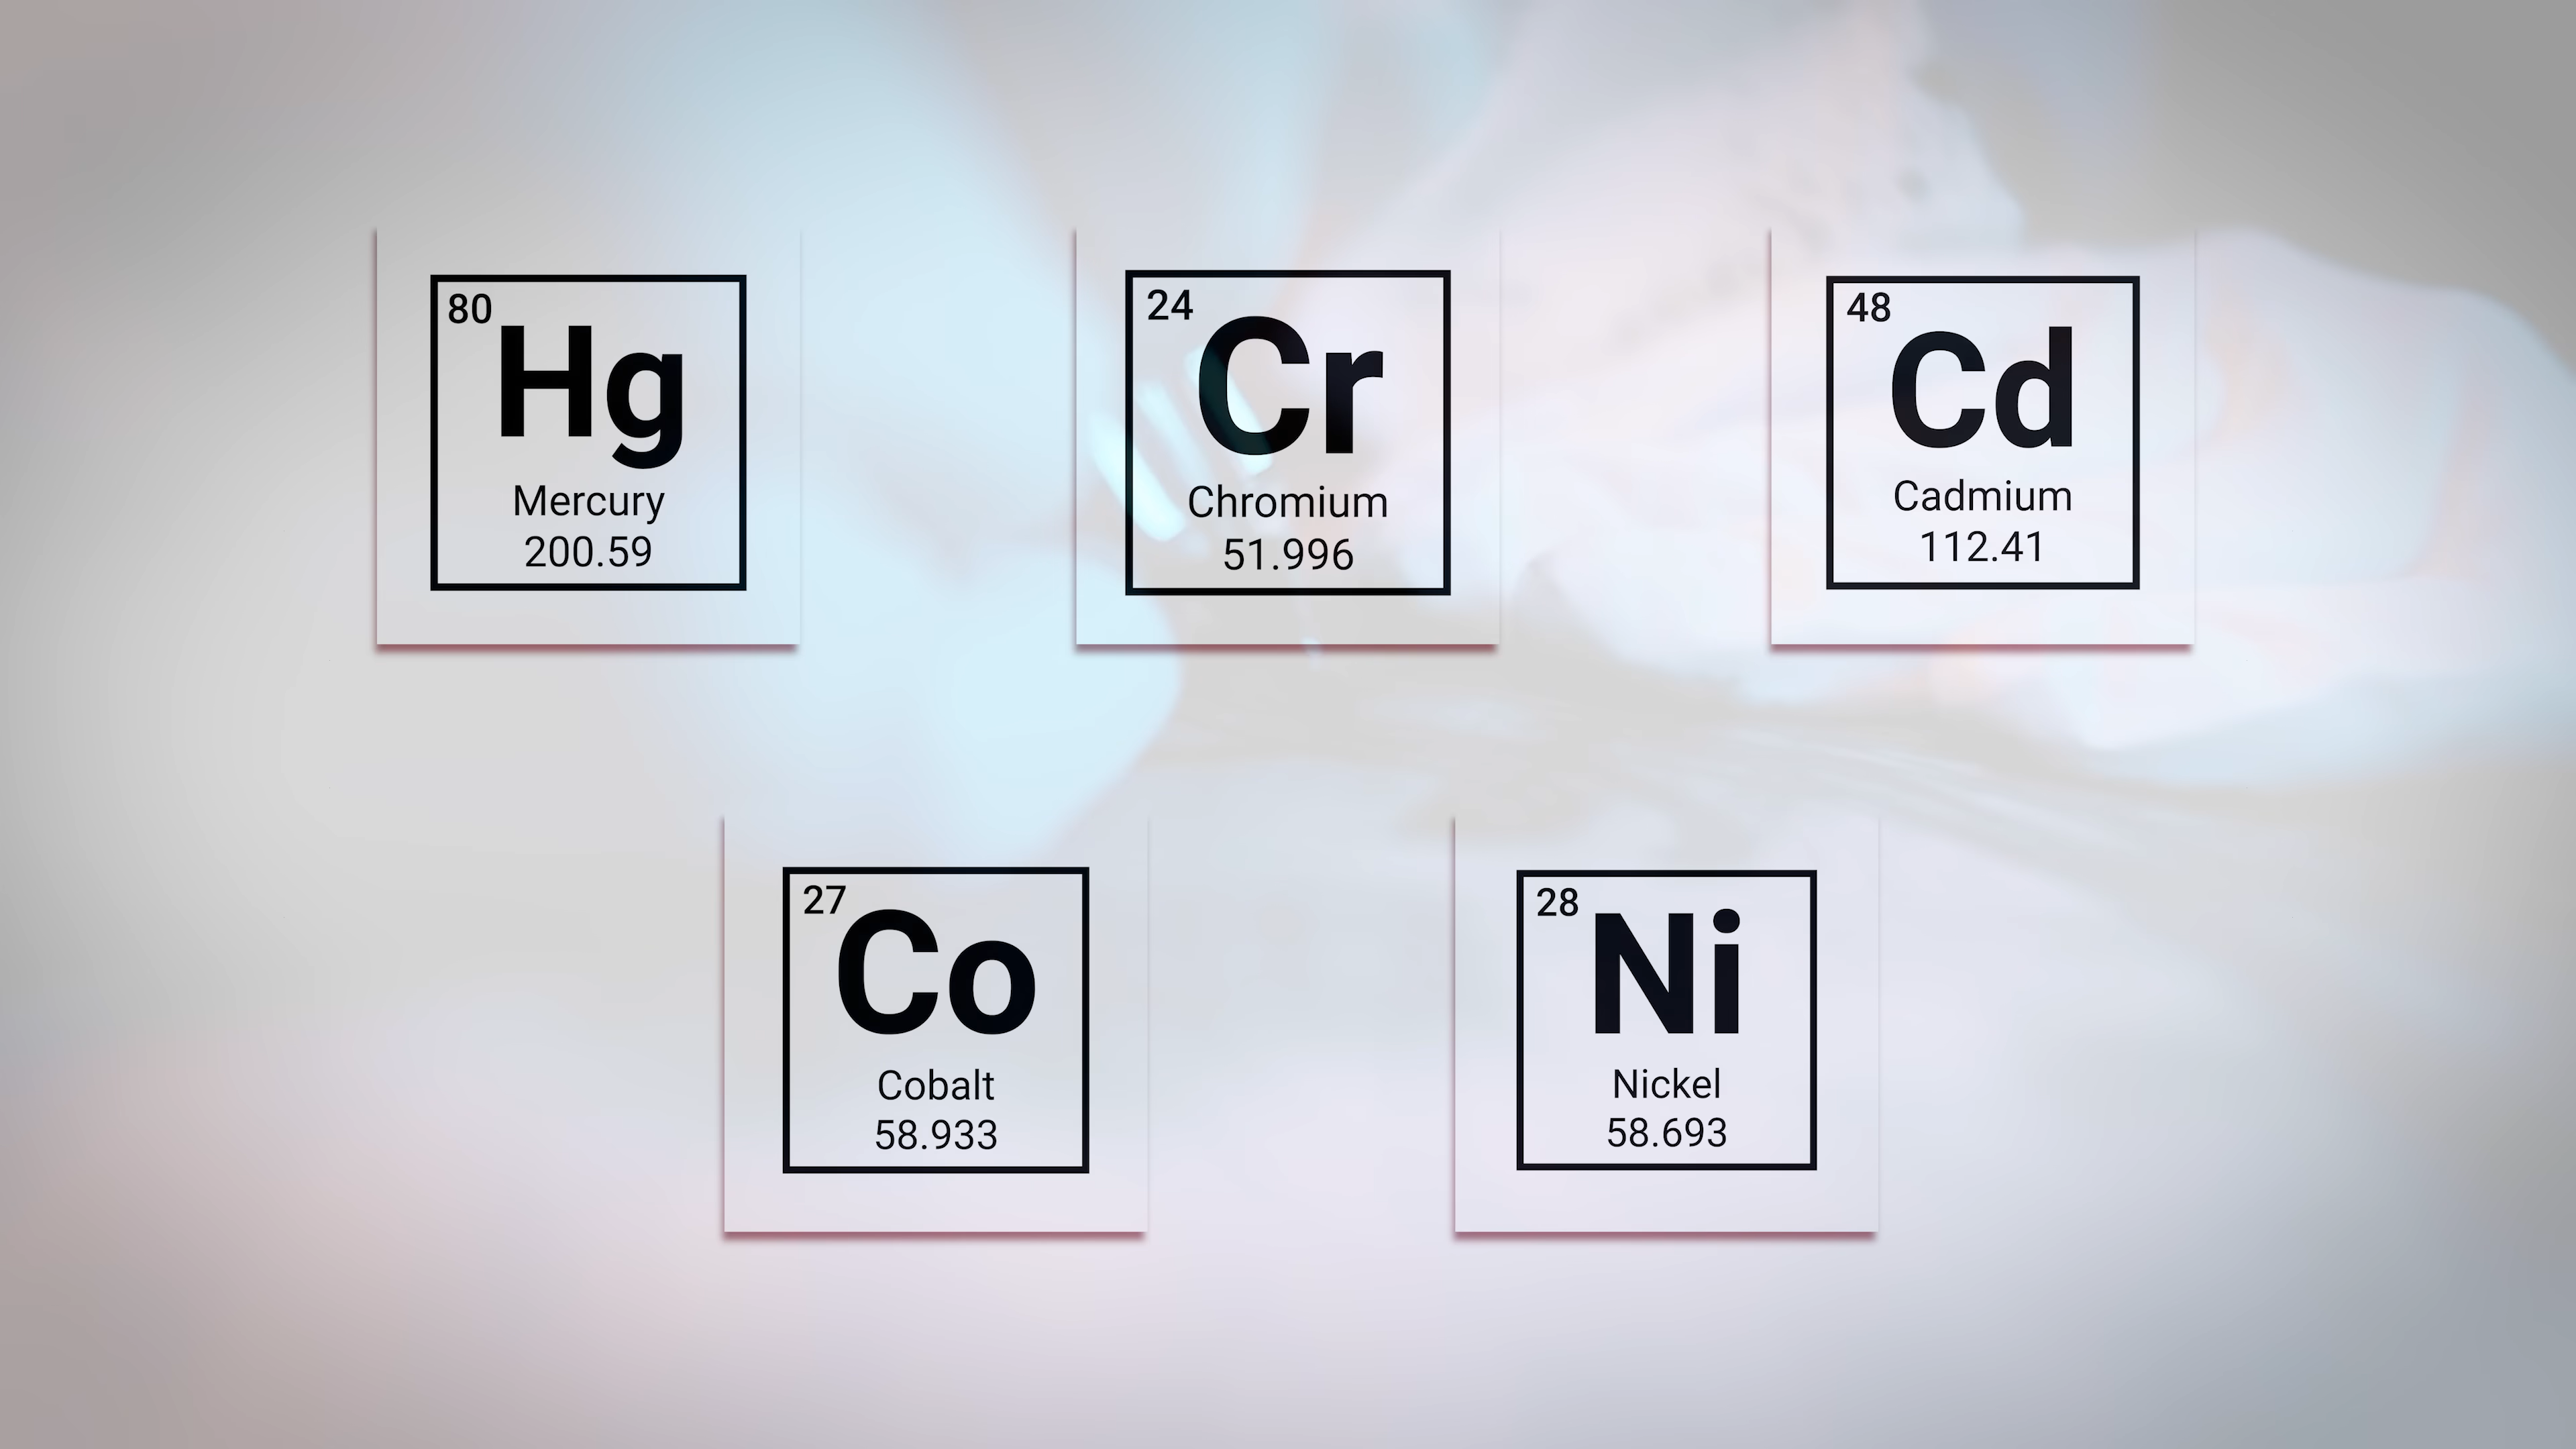 80
Hg
Mercury
200.59
24
Cr
Chromium
51.996
48
Cd
Cadmium
112.41
27
Co
Cobalt
58.933
28
Ni
Nickel
58.693